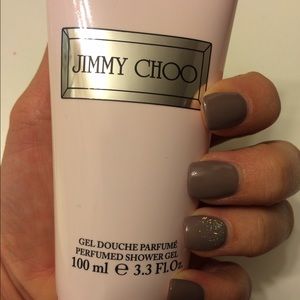 JIMMY CHOO
GEL DOUCHE PARFUMÉ
PERFUMED SHOWER GEL
100 ml ℮ 3.3 Fl.Oz.